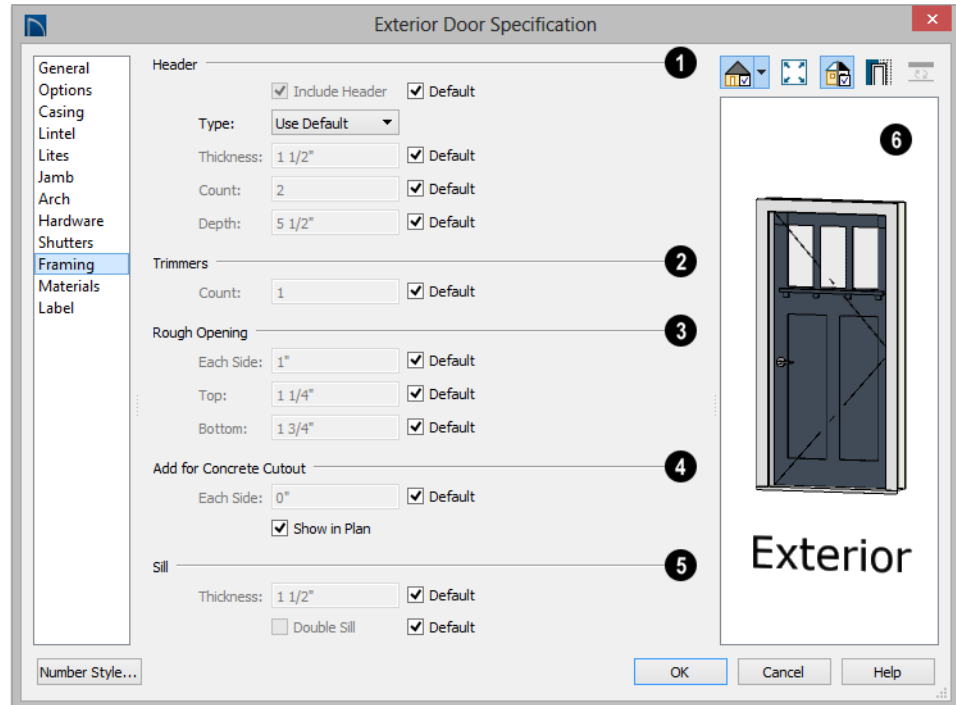 Exterior Door Specification
General
Options
Casing
Lintel
Lites
Jamb
Arch
Hardware
Shutters
Framing
Materials
Label
Header
1
Include Header
Default
Type:
Use Default
Thickness:
1 1/2"
Default
Count:
2
Default
Depth:
5 1/2"
Default
Trimmers
2
Count:
1
Default
Rough Opening
3
Each Side:
1"
Default
Top:
1 1/4"
Default
Bottom:
1 3/4"
Default
Add for Concrete Cutout
4
Each Side:
0"
Default
Show in Plan
Sill
5
Thickness:
1 1/2"
Default
Double Sill
Default
6
Exterior
Number Style...
OK
Cancel
Help